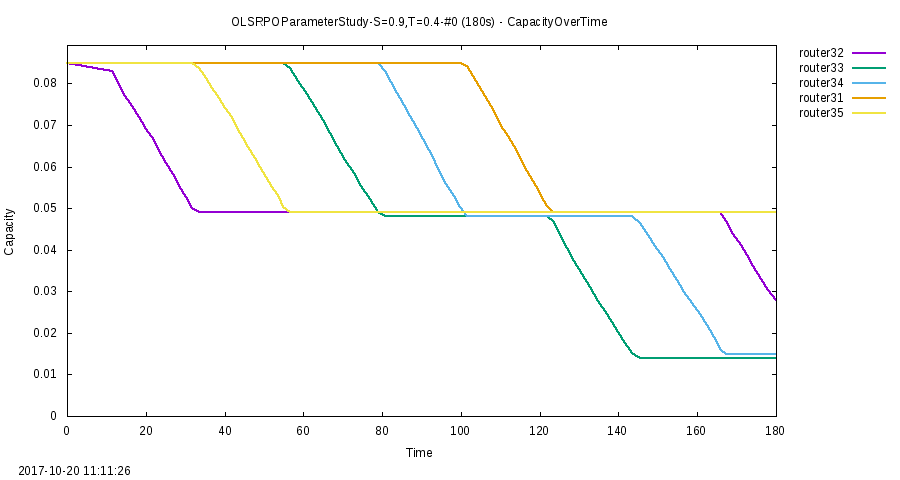 OLSRPOParameterStudy-S=0.9,T=0.4-#0 (180s) - CapacityOverTime
router32
router33
router34
router31
router35
0.08
0.07
0.06
0.05
0.04
0.03
0.02
0.01
0
Capacity
0 20 40 60 80 100 120 140 160 180
Time
2017-10-20 11:11:26